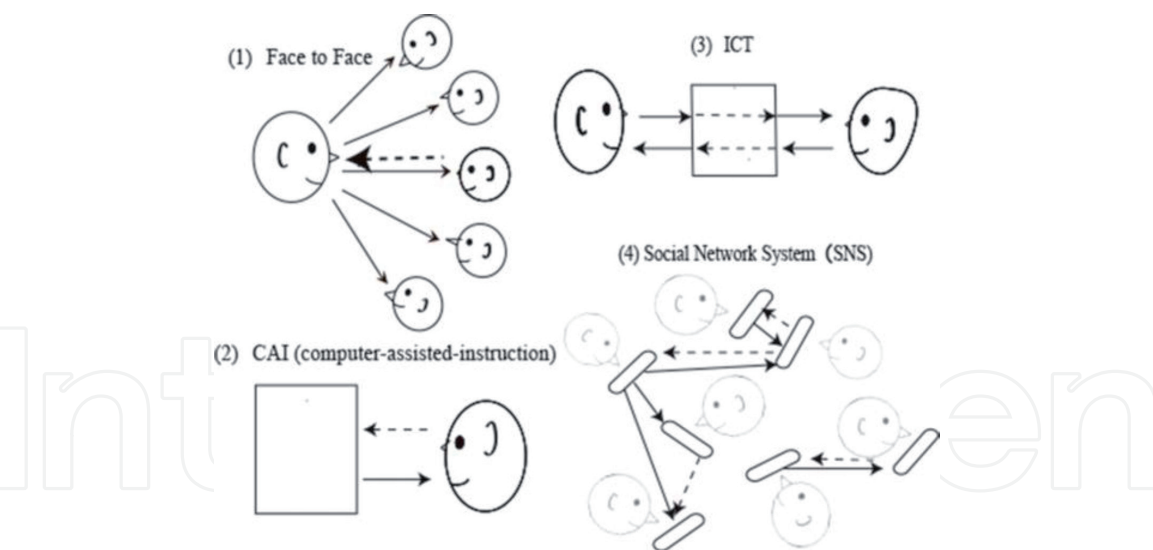 (1) Face to Face
(3) ICT
(4) Social Network System (SNS)
(2) CAI (computer-assisted-instruction)